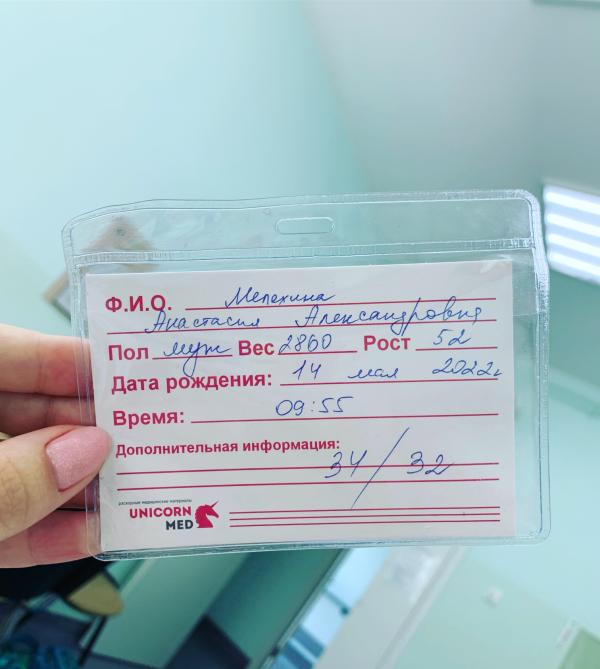 Ф.И.О. Мелехина
Анастасия Александровна
Пол муж Вес 2860 Рост 52
Дата рождения: 14 мая 2022г
Время: 09:55
Дополнительная информация:
34/32
расходные медицинские материалы
UNICORN
MED